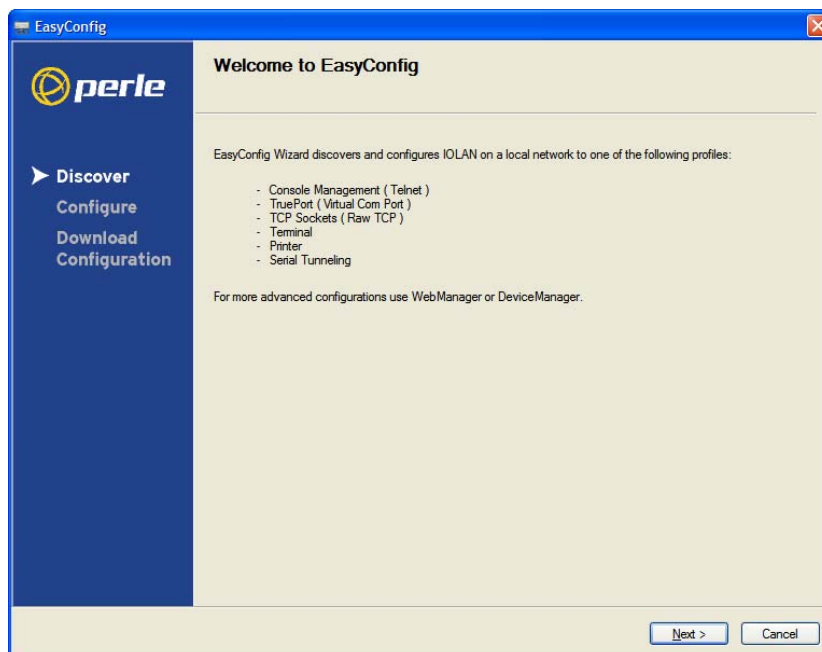 EasyConfig
perle
Discover
Configure
Download
Configuration
Welcome to EasyConfig
EasyConfig Wizard discovers and configures IOLAN on a local network to one of the following profiles:
- Console Management ( Telnet )
- TruePort ( Virtual Com Port )
- TCP Sockets ( Raw TCP )
- Terminal
- Printer
- Serial Tunneling
For more advanced configurations use WebManager or DeviceManager.
Next >
Cancel